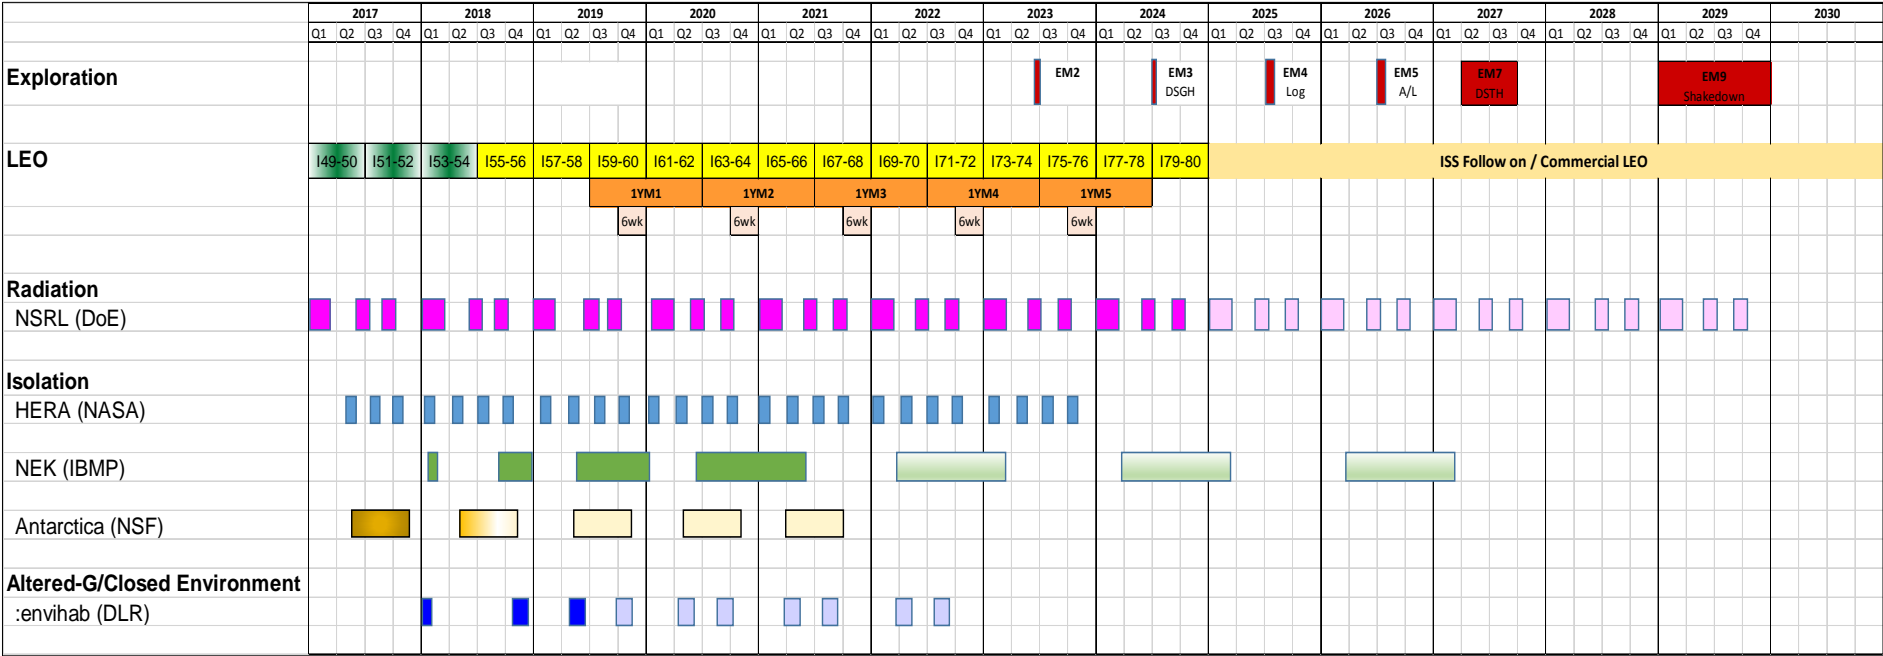 2017 2018 2019 2020 2021 2022 2023 2024 2025 2026 2027 2028 2029 2030
Q1 Q2 Q3 Q4 Q1 Q2 Q3 Q4 Q1 Q2 Q3 Q4 Q1 Q2 Q3 Q4 Q1 Q2 Q3 Q4 Q1 Q2 Q3 Q4 Q1 Q2 Q3 Q4 Q1 Q2 Q3 Q4 Q1 Q2 Q3 Q4 Q1 Q2 Q3 Q4 Q1 Q2 Q3 Q4 Q1 Q2 Q3 Q4 Q1 Q2 Q3 Q4
Exploration EM2 EM3 EM4 EM5 EM7 EM9
DSGH Log A/L DSTH Shakedown
LEO I49-50 I51-52 I53-54 I55-56 I57-58 I59-60 I61-62 I63-64 I65-66 I67-68 I69-70 I71-72 I73-74 I75-76 I77-78 I79-80 ISS Follow on / Commercial LEO
1YM1 1YM2 1YM3 1YM4 1YM5
6wk 6wk 6wk 6wk 6wk
Radiation
NSRL (DoE)
Isolation
HERA (NASA)
NEK (IBMP)
Antarctica (NSF)
Altered-G/Closed Environment
:envihab (DLR)